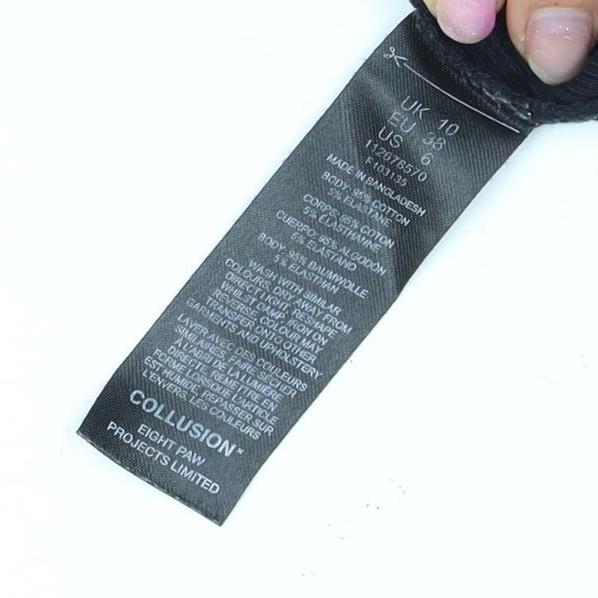 UK 10
EU 38
US 6
112676570
F103135
MADE IN BANGLADESH
BODY: 95% COTTON
5% ELASTANE
CORPS: 95% COTON
5% ELASTHANNE
CUERPO: 95% ALGODÓN
5% ELASTANO
BODY: 95% BAUMWOLLE
5% ELASTHAN
WASH WITH SIMILAR
COLOURS. DRY AWAY FROM
DIRECT LIGHT. RESHAPE
WHILST DAMP. IRON ON
REVERSE. COLOUR MAY
TRANSFER ONTO OTHER
GARMENTS AND UPHOLSTERY
LAVER AVEC DES COULEURS
SIMILAIRES. FAIRE SÉCHER
À L'ABRI DE LA LUMIÈRE
DIRECTE. REMETTRE EN
FORME LORSQUE L'ARTICLE
EST HUMIDE. REPASSER SUR
L'ENVERS. LES COULEURS
COLLUSION™
EIGHT PAW
PROJECTS LIMITED